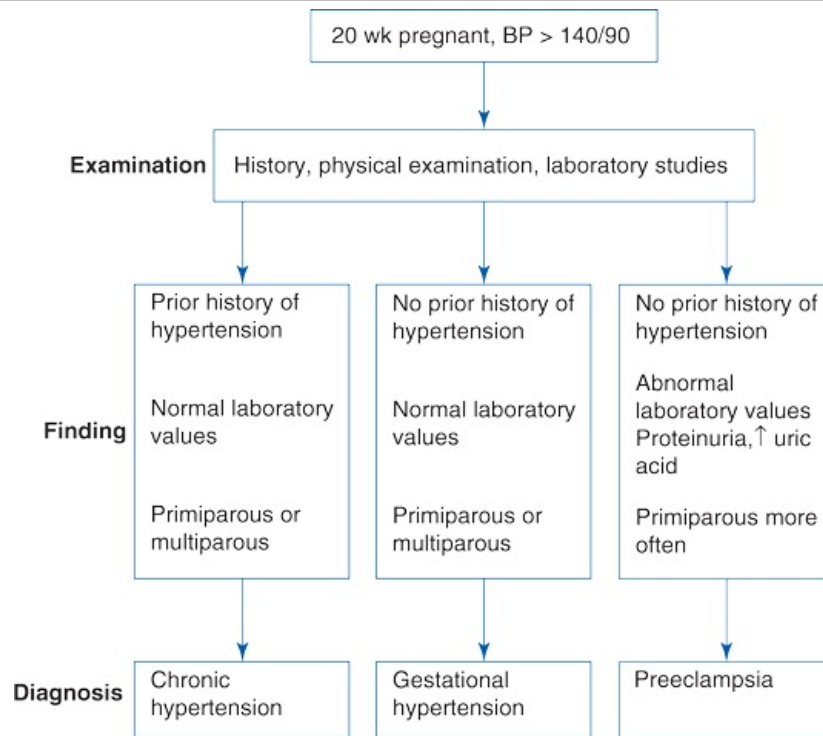 20 wk pregnant, BP > 140/90
Examination
History, physical examination, laboratory studies
Finding
Prior history of
hypertension
Normal laboratory
values
Primiparous or
multiparous
No prior history of
hypertension
Normal laboratory
values
Primiparous or
multiparous
No prior history of
hypertension
Abnormal
laboratory values
Proteinuria,↑ uric
acid
Primiparous more
often
Diagnosis
Chronic
hypertension
Gestational
hypertension
Preeclampsia